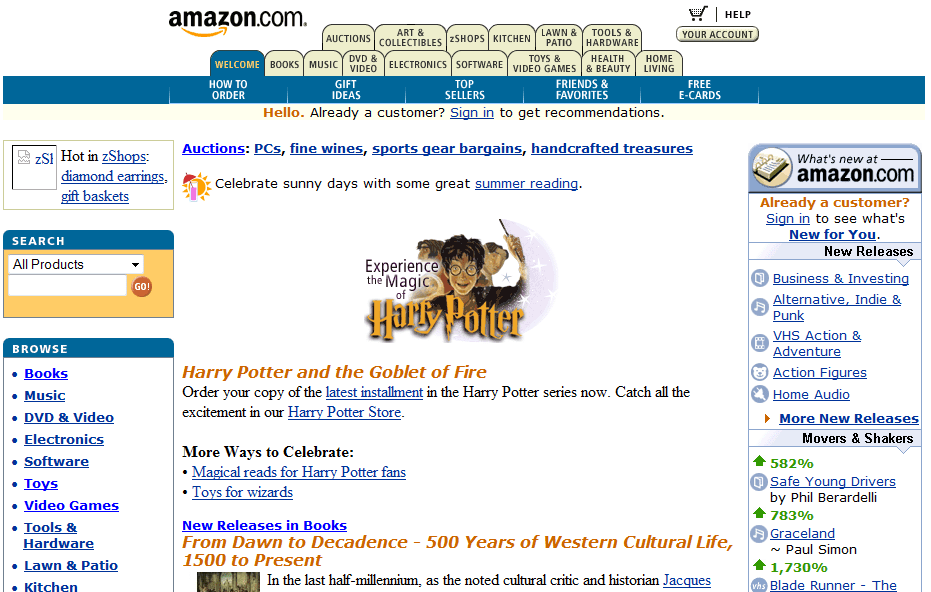 amazon.com.
HELP
YOUR ACCOUNT
AUCTIONS
ART &
COLLECTIBLES
zSHOPS
KITCHEN
LAWN &
PATIO
TOOLS &
HARDWARE
WELCOME
BOOKS
MUSIC
DVD &
VIDEO
ELECTRONICS
SOFTWARE
TOYS &
VIDEO GAMES
HEALTH
& BEAUTY
HOME
LIVING
HOW TO
ORDER
GIFT
IDEAS
TOP
SELLERS
FRIENDS &
FAVORITES
FREE
E-CARDS
Hello. Already a customer? Sign in to get recommendations.
zSl
Hot in zShops:
diamond earrings,
gift baskets
SEARCH
All Products
GO!
BROWSE
• Books
• Music
• DVD & Video
• Electronics
• Software
• Toys
• Video Games
• Tools &
Hardware
• Lawn & Patio
• Kitchen
Auctions: PCs, fine wines, sports gear bargains, handcrafted treasures
Celebrate sunny days with some great summer reading.
Experience
the Magic
of
Harry Potter
Harry Potter and the Goblet of Fire
Order your copy of the latest installment in the Harry Potter series now. Catch all the
excitement in our Harry Potter Store.
More Ways to Celebrate:
• Magical reads for Harry Potter fans
• Toys for wizards
New Releases in Books
From Dawn to Decadence - 500 Years of Western Cultural Life,
1500 to Present
In the last half-millennium, as the noted cultural critic and historian Jacques
What's new at
amazon.com
Already a customer?
Sign in to see what's
New for You.
New Releases
Business & Investing
Alternative, Indie &
Punk
VHS Action &
Adventure
Action Figures
Home Audio
More New Releases
Movers & Shakers
582%
Safe Young Drivers
by Phil Berardelli
783%
Graceland
~ Paul Simon
1,730%
vhs
Blade Runner - The